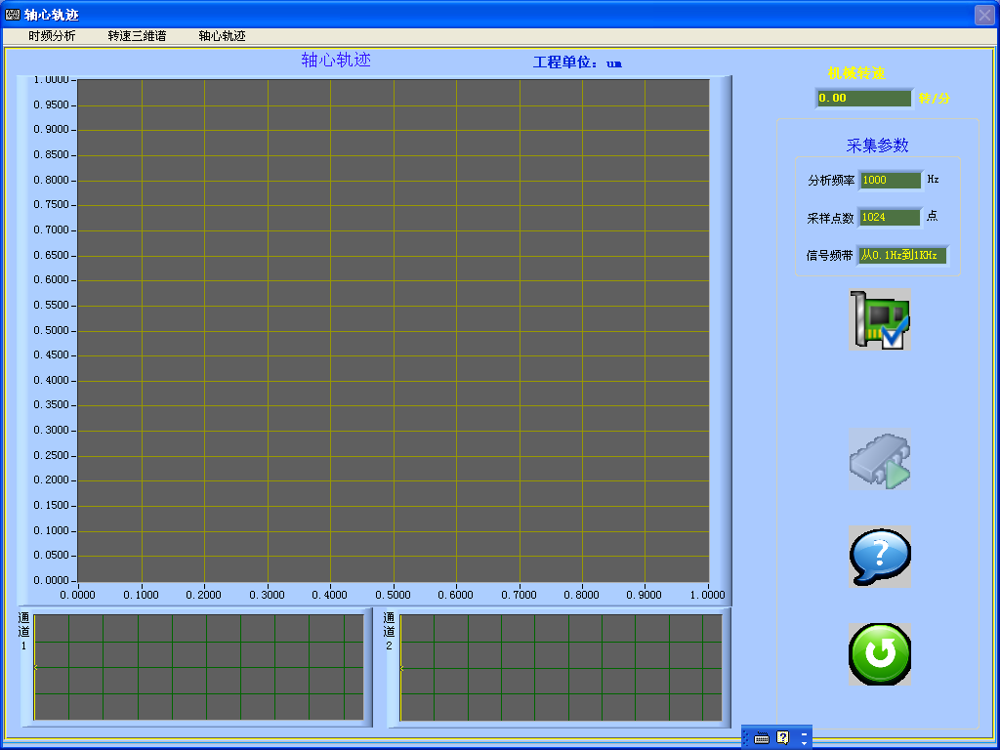 轴心轨迹
时频分析 转速三维谱 轴心轨迹
轴心轨迹 工程单位: um
1.0000
0.9500
0.9000
0.8500
0.8000
0.7500
0.7000
0.6500
0.6000
0.5500
0.5000
0.4500
0.4000
0.3500
0.3000
0.2500
0.2000
0.1500
0.1000
0.0500
0.0000
0.0000 0.1000 0.2000 0.3000 0.4000 0.5000 0.6000 0.7000 0.8000 0.9000 1.0000
通道1
通道2
机械转速
0.00 转/分
采集参数
分析频率 1000 Hz
采样点数 1024 点
信号频带 从0.1Hz到1KHz